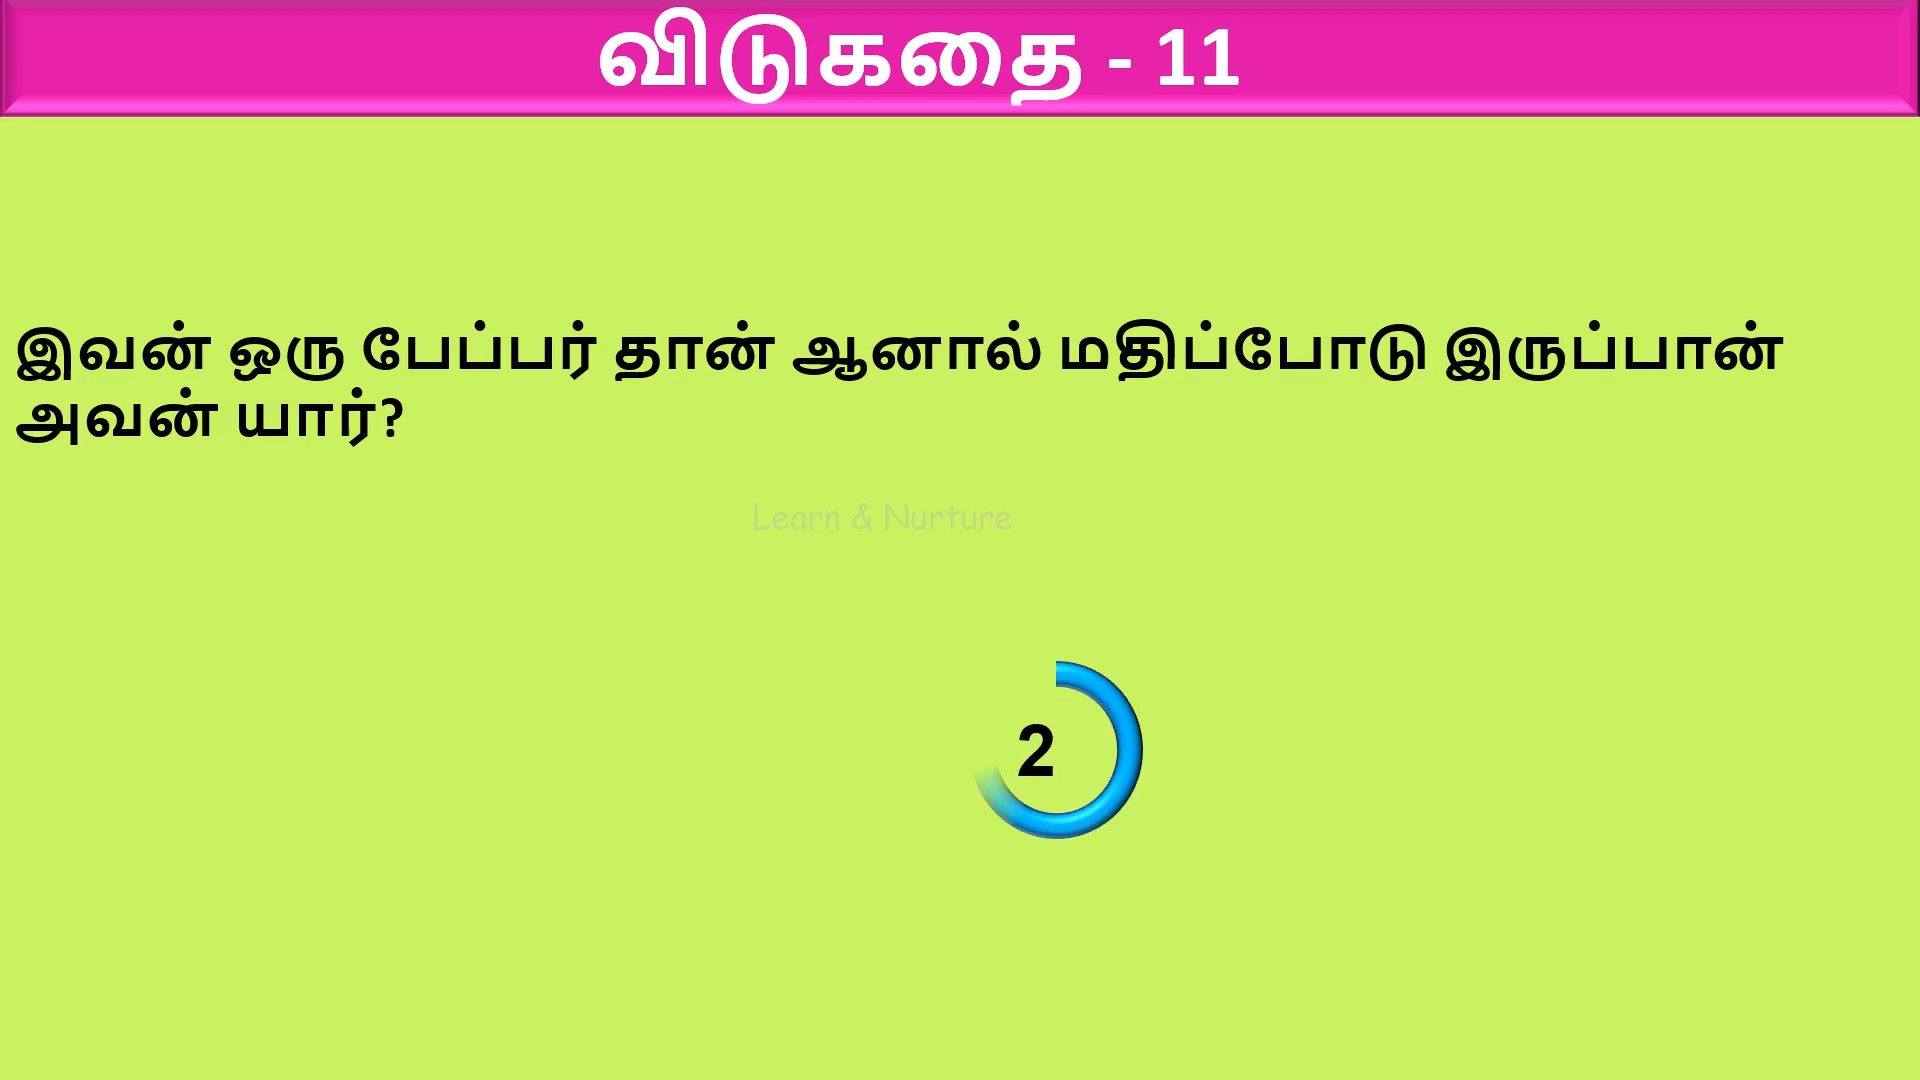 விடுகதை - 11
இவன் ஒரு பேப்பர் தான் ஆனால் மதிப்போடு இருப்பான்
அவன் யார்?
Learn & Nurture
2